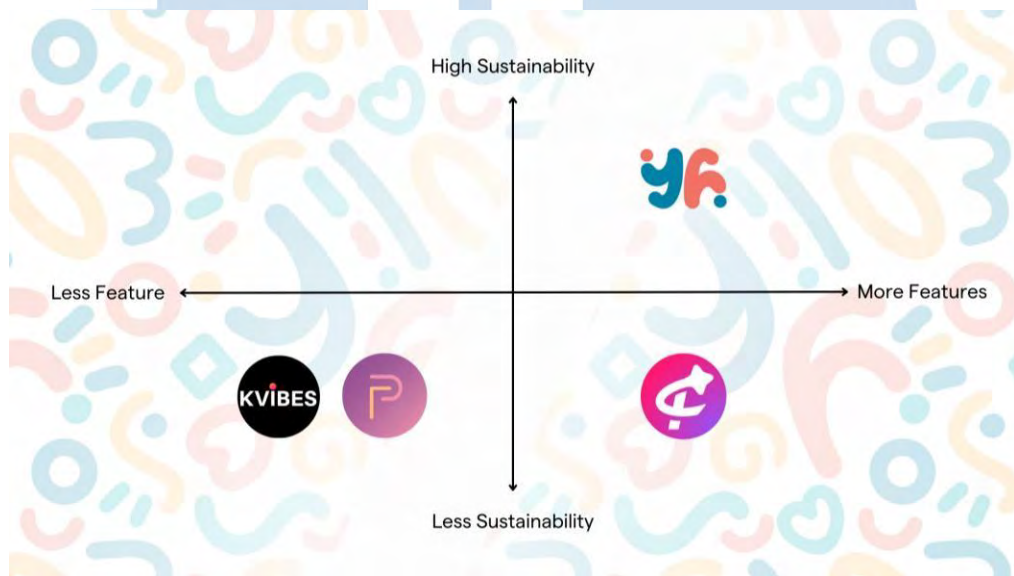 High Sustainability
Less Feature
More Features
KVIBES
P
Less Sustainability